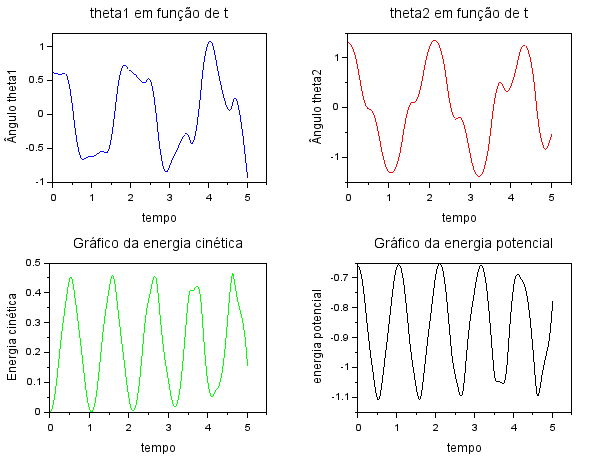 theta1 em função de t
Ângulo theta1
1
0.5
0
-0.5
-1
0 1 2 3 4 5
tempo
theta2 em função de t
Ângulo theta2
1
0
-1
0 1 2 3 4 5
tempo
Gráfico da energia cinética
Energia cinética
0.5
0.4
0.3
0.2
0.1
0
0 1 2 3 4 5
tempo
Gráfico da energia potencial
energia potencial
-0.7
-0.8
-0.9
-1
-1.1
0 1 2 3 4 5
tempo